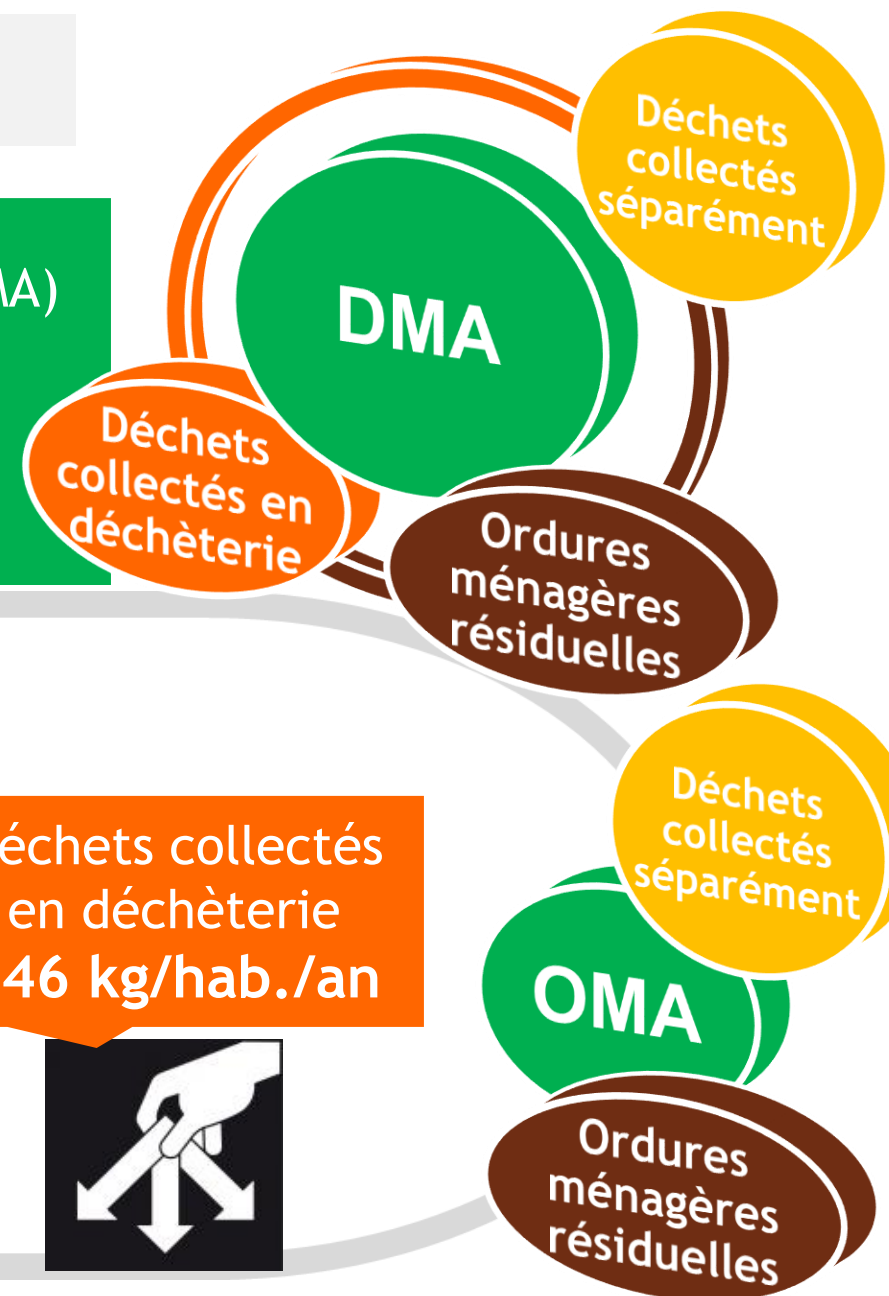 Déchets
collectés
séparément
MA)
DMA
Déchets
collectés en
déchèterie
Ordures
ménagères
résiduelles
échets collectés
en déchèterie
46 kg/hab./an
Déchets
collectés
séparément
OMA
Ordures
ménagères
résiduelles